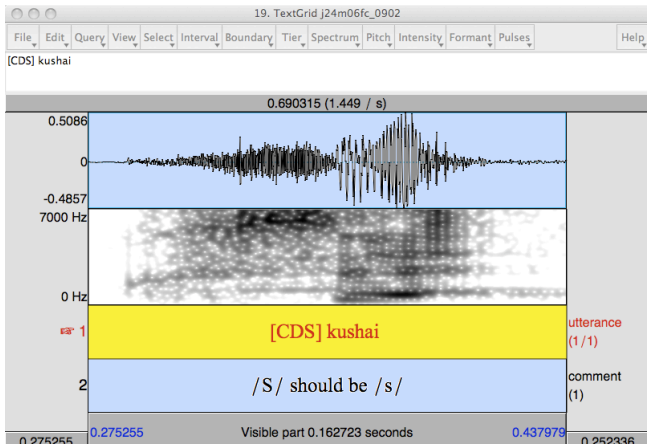 19. TextGrid j24m06fc_0902
File Edit Query View Select Interval Boundary Tier Spectrum Pitch Intensity Formant Pulses Help
[CDS] kushai
0.690315 (1.449 / s)
0.5086
0
-0.4857
7000 Hz
0 Hz
1 [CDS] kushai utterance
(1/1)
2 /S/ should be /s/ comment
(1)
0.275255 Visible part 0.162723 seconds 0.437979
0.275255 0.252336